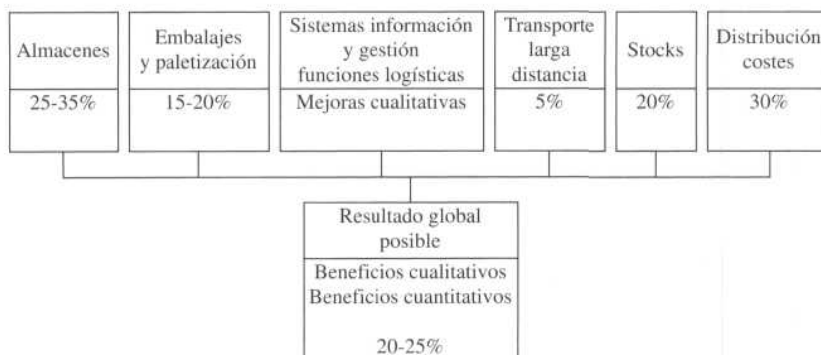 Almacenes
25-35%
Embalajes
y paletización
15-20%
Sistemas información
y gestión
funciones logísticas
Mejoras cualitativas
Transporte
larga
distancia
5%
Stocks
20%
Distribución
costes
30%
Resultado global
posible
Beneficios cualitativos
Beneficios cuantitativos
20-25%